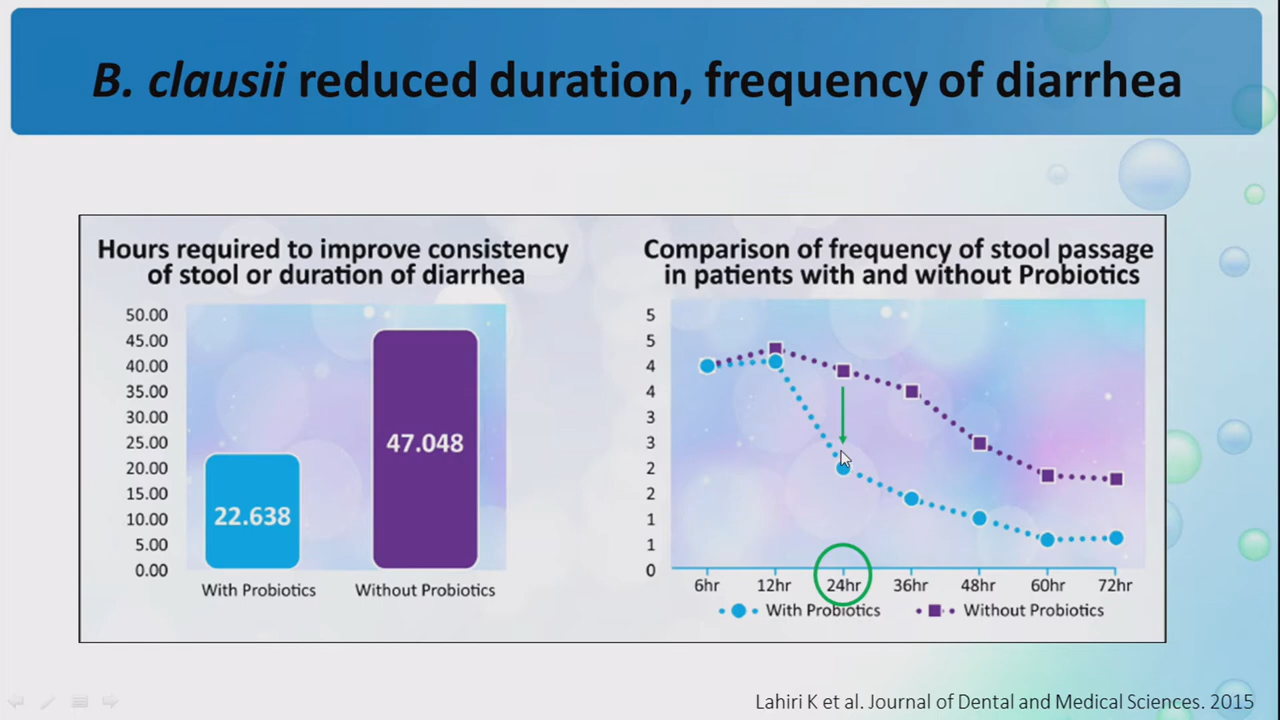 B. clausii reduced duration, frequency of diarrhea
Hours required to improve consistency
of stool or duration of diarrhea
50.00
45.00
40.00
35.00
30.00
25.00
20.00
15.00
10.00
5.00
0.00
22.638
47.048
With Probiotics
Without Probiotics
Comparison of frequency of stool passage
in patients with and without Probiotics
5
5
4
4
3
3
2
2
1
1
0
6hr 12hr 24hr 36hr 48hr 60hr 72hr
With Probiotics Without Probiotics
Lahiri K et al. Journal of Dental and Medical Sciences. 2015